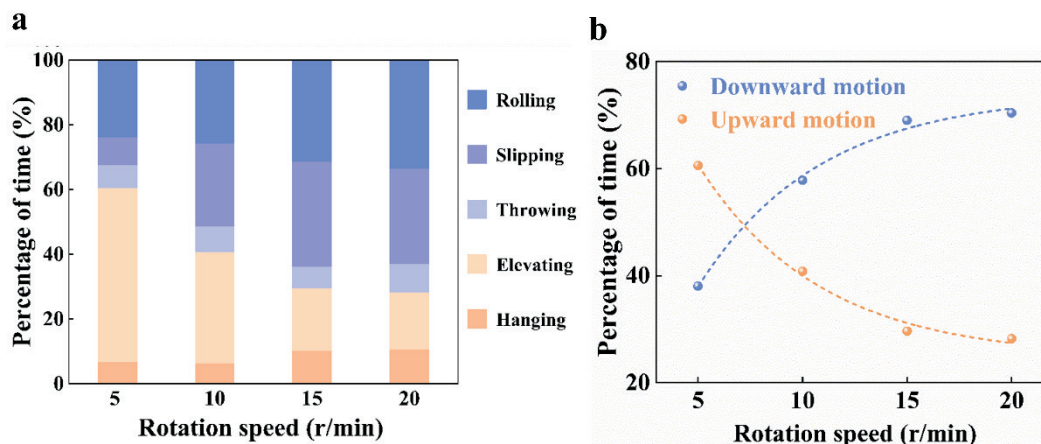 a
100
80
60
40
20
0
Percentage of time (%)
5 10 15 20
Rotation speed (r/min)
Rolling
Slipping
Throwing
Elevating
Hanging
b
80
60
40
20
Percentage of time (%)
Downward motion
Upward motion
5 10 15 20
Rotation speed (r/min)